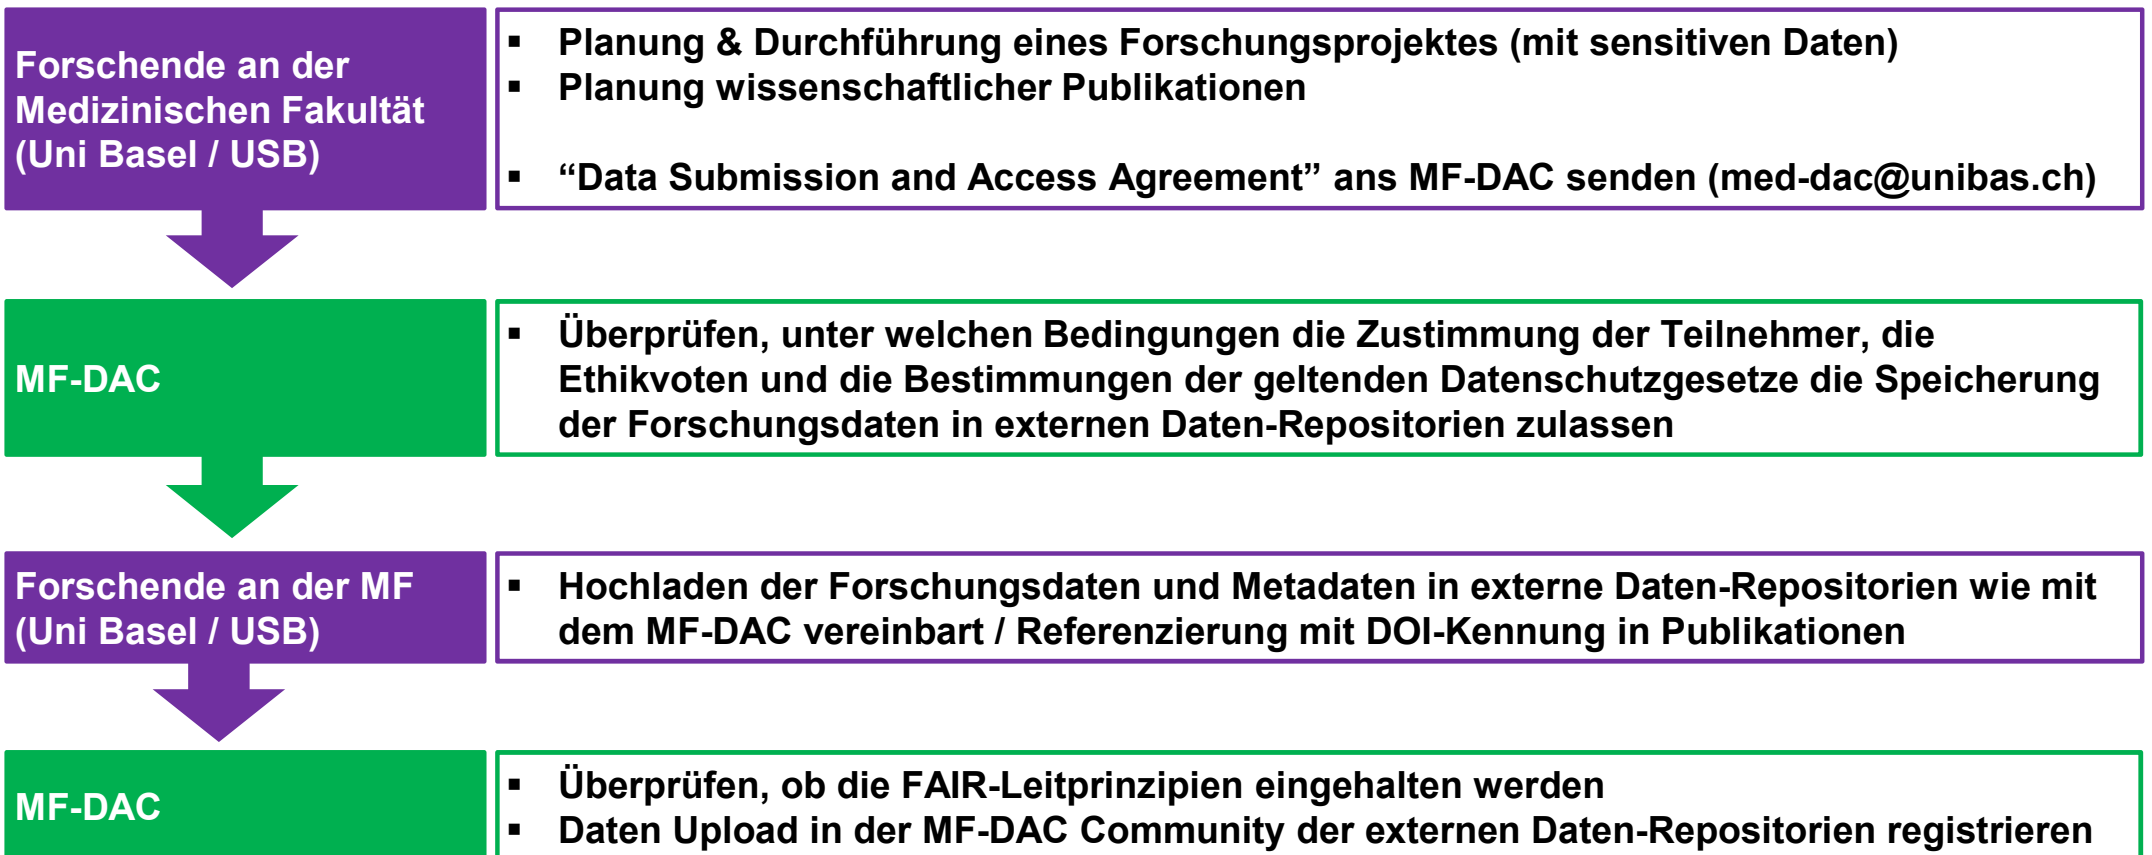 Forschende an der
Medizinischen Fakultät
(Uni Basel / USB)
▪ Planung & Durchführung eines Forschungsprojektes (mit sensitiven Daten)
▪ Planung wissenschaftlicher Publikationen
▪ “Data Submission and Access Agreement” ans MF-DAC senden (med-dac@unibas.ch)
MF-DAC
▪ Überprüfen, unter welchen Bedingungen die Zustimmung der Teilnehmer, die
Ethikvoten und die Bestimmungen der geltenden Datenschutzgesetze die Speicherung
der Forschungsdaten in externen Daten-Repositorien zulassen
Forschende an der MF
(Uni Basel / USB)
▪ Hochladen der Forschungsdaten und Metadaten in externe Daten-Repositorien wie mit
dem MF-DAC vereinbart / Referenzierung mit DOI-Kennung in Publikationen
MF-DAC
▪ Überprüfen, ob die FAIR-Leitprinzipien eingehalten werden
▪ Daten Upload in der MF-DAC Community der externen Daten-Repositorien registrieren